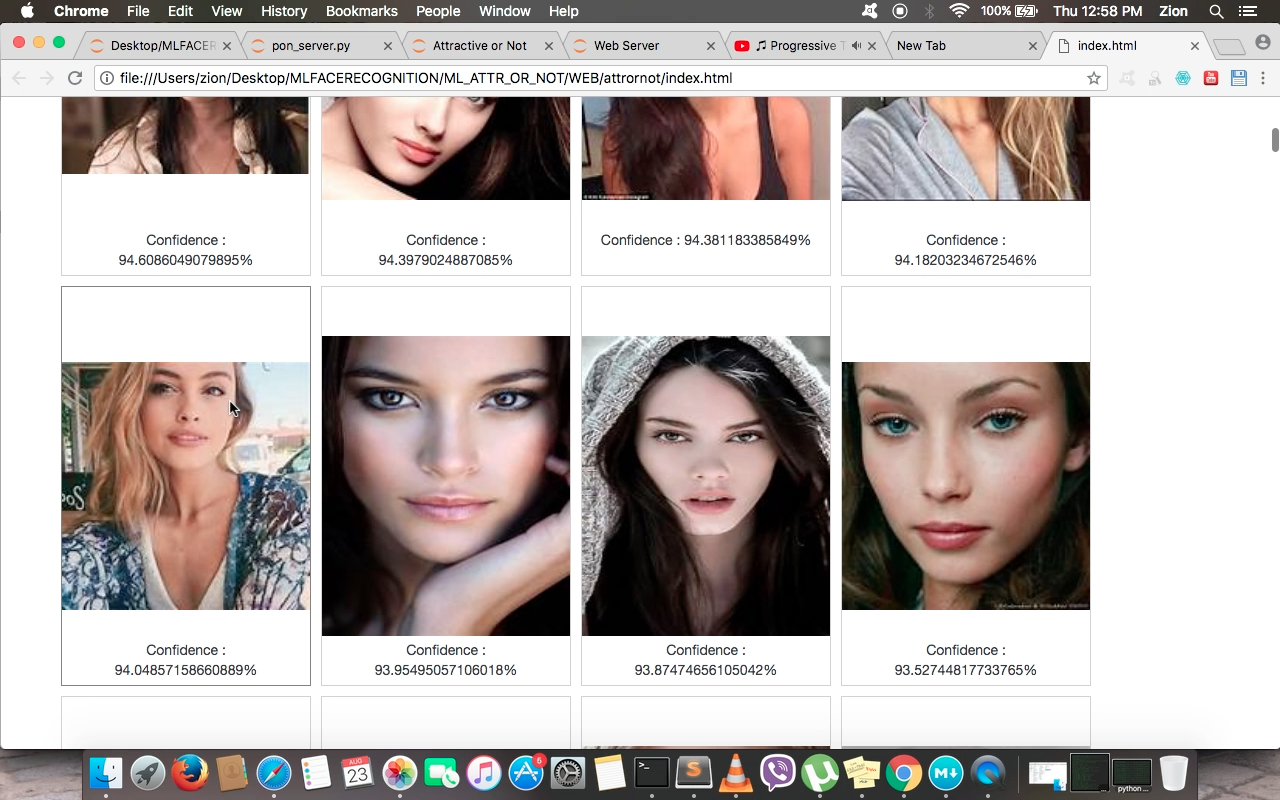 Chrome File Edit View History Bookmarks People Window Help 100% Thu 12:58 PM Zion
Desktop/MLFACER pon_server.py Attractive or Not Web Server Progressive T New Tab index.html
file:///Users/zion/Desktop/MLFACERECOGNITION/ML_ATTR_OR_NOT/WEB/attrornot/index.html
Confidence :
94.6086049079895%
Confidence :
94.3979024887085%
Confidence : 94.381183385849%
Confidence :
94.18203234672546%
Confidence :
94.04857158660889%
Confidence :
93.95495057106018%
Confidence :
93.87474656105042%
Confidence :
93.52744817733765%
AUG
23
6
python